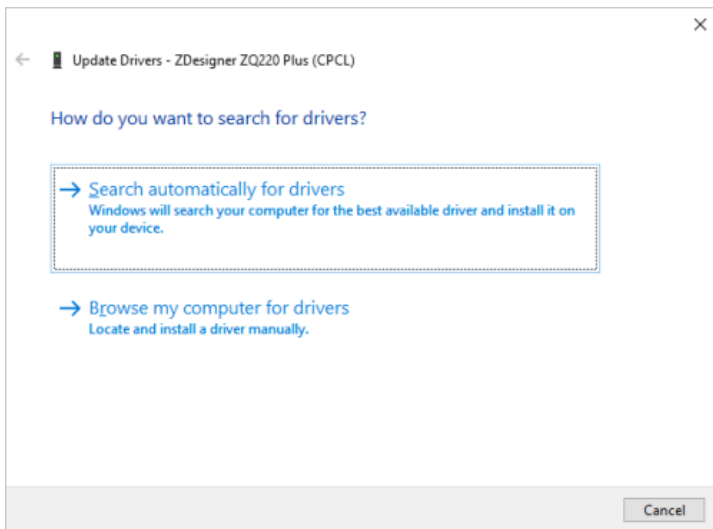 Update Drivers - ZDesigner ZQ220 Plus (CPCL)
How do you want to search for drivers?
Search automatically for drivers
Windows will search your computer for the best available driver and install it on
your device.
Browse my computer for drivers
Locate and install a driver manually.
Cancel